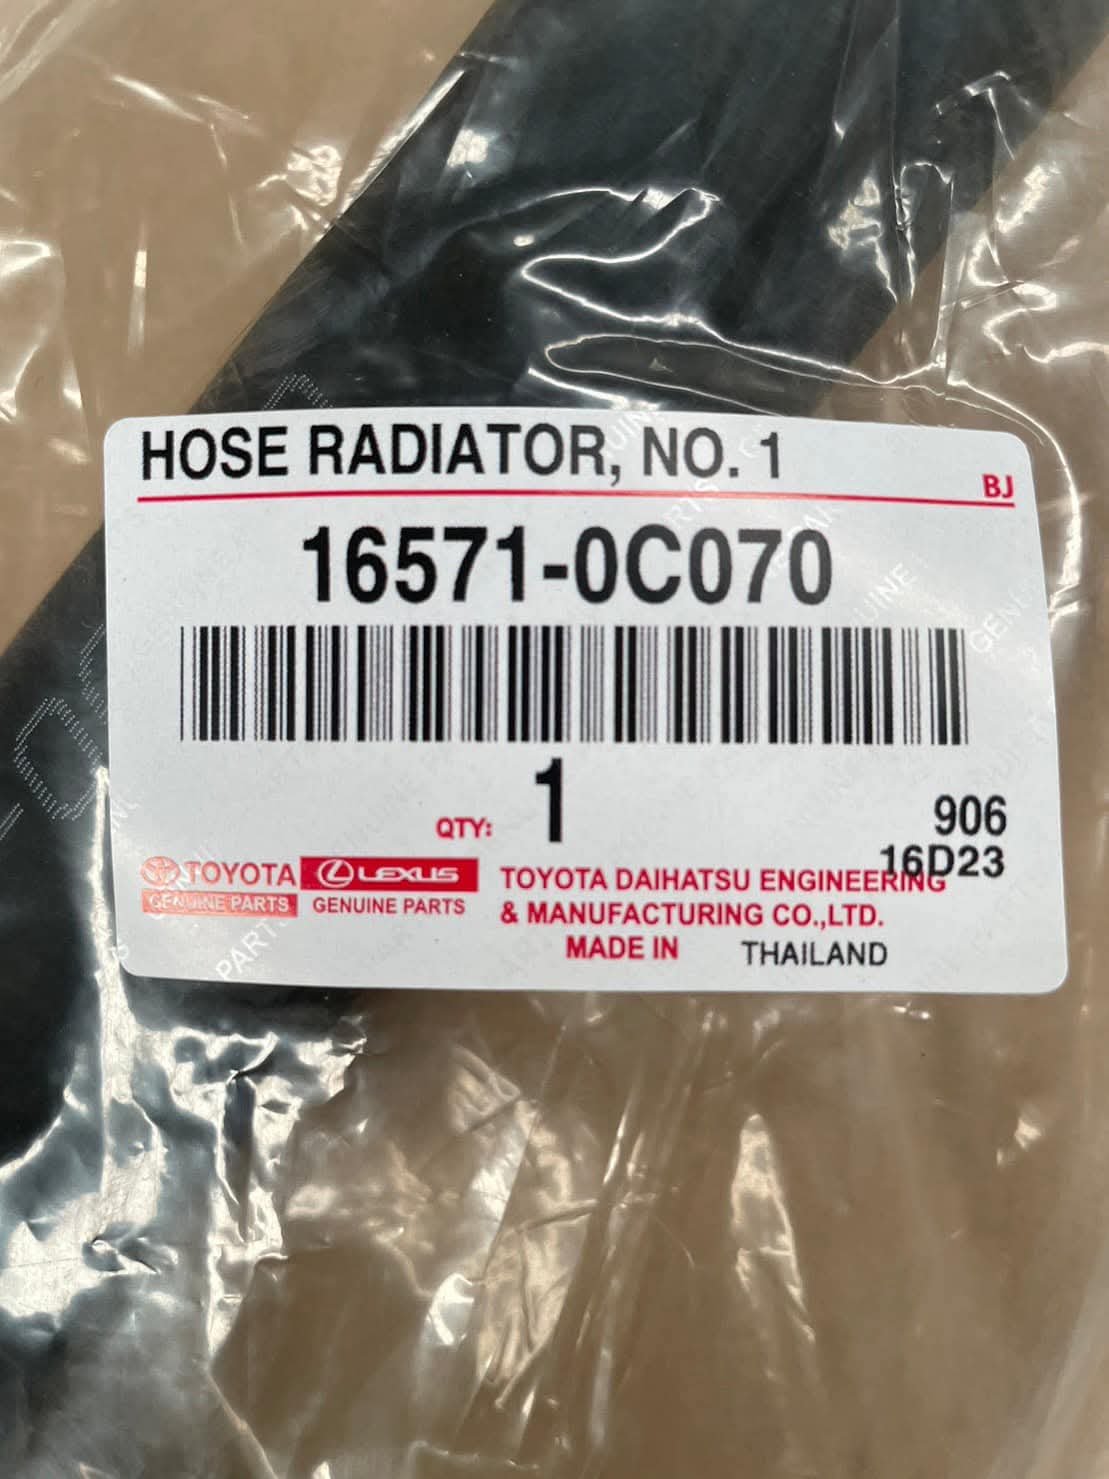 HOSE RADIATOR, NO. 1
BJ
16571-0C070
QTY: 1
906
16D23
TOYOTA
GENUINE PARTS
LEXUS
GENUINE PARTS
TOYOTA DAIHATSU ENGINEERING
& MANUFACTURING CO.,LTD.
MADE IN THAILAND